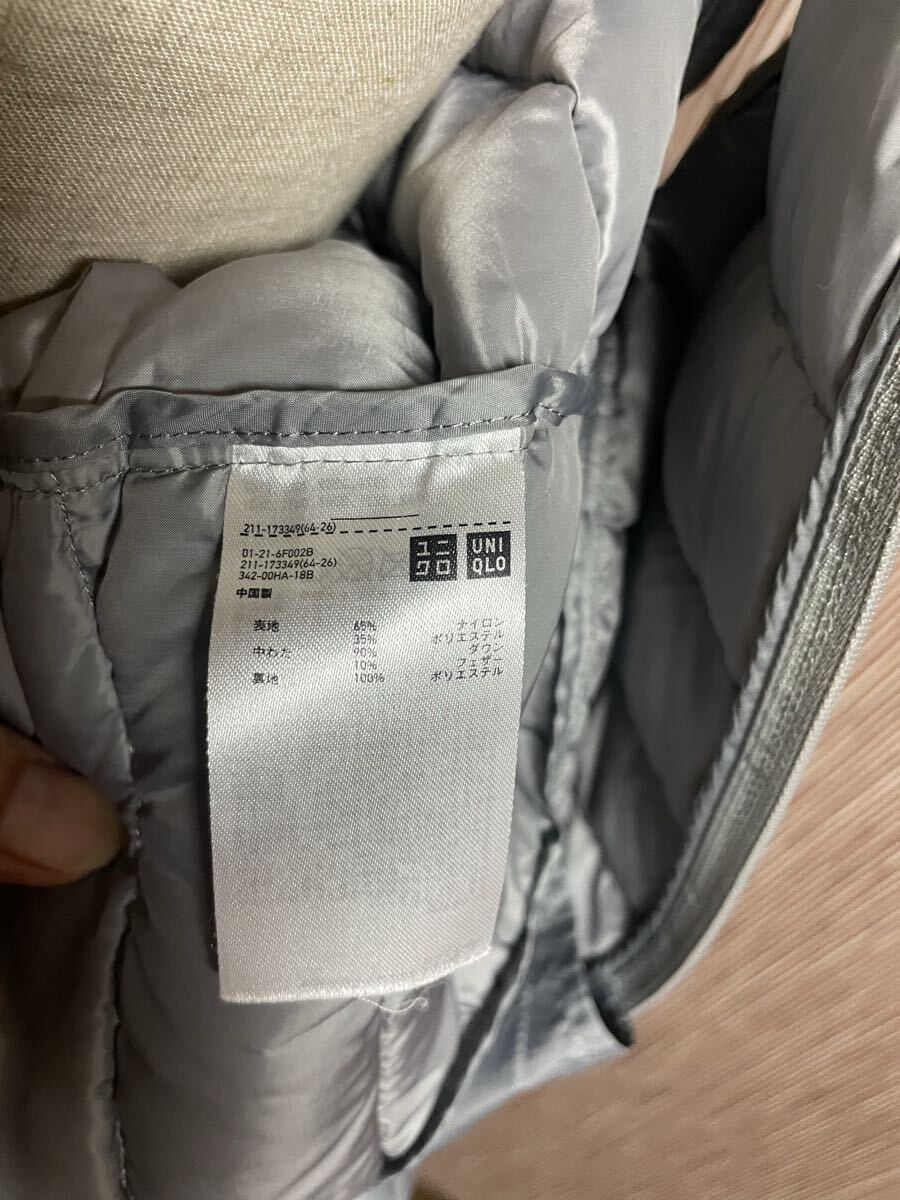 211-173349(64-26)
01-21-6F002B
211-173349(64-26)
342-00HA-18B
中国製
ユニクロ
UNIQLO
表地 65% ナイロン
35% ポリエステル
中わた 90% ダウン
10% フェザー
裏地 100% ポリエステル